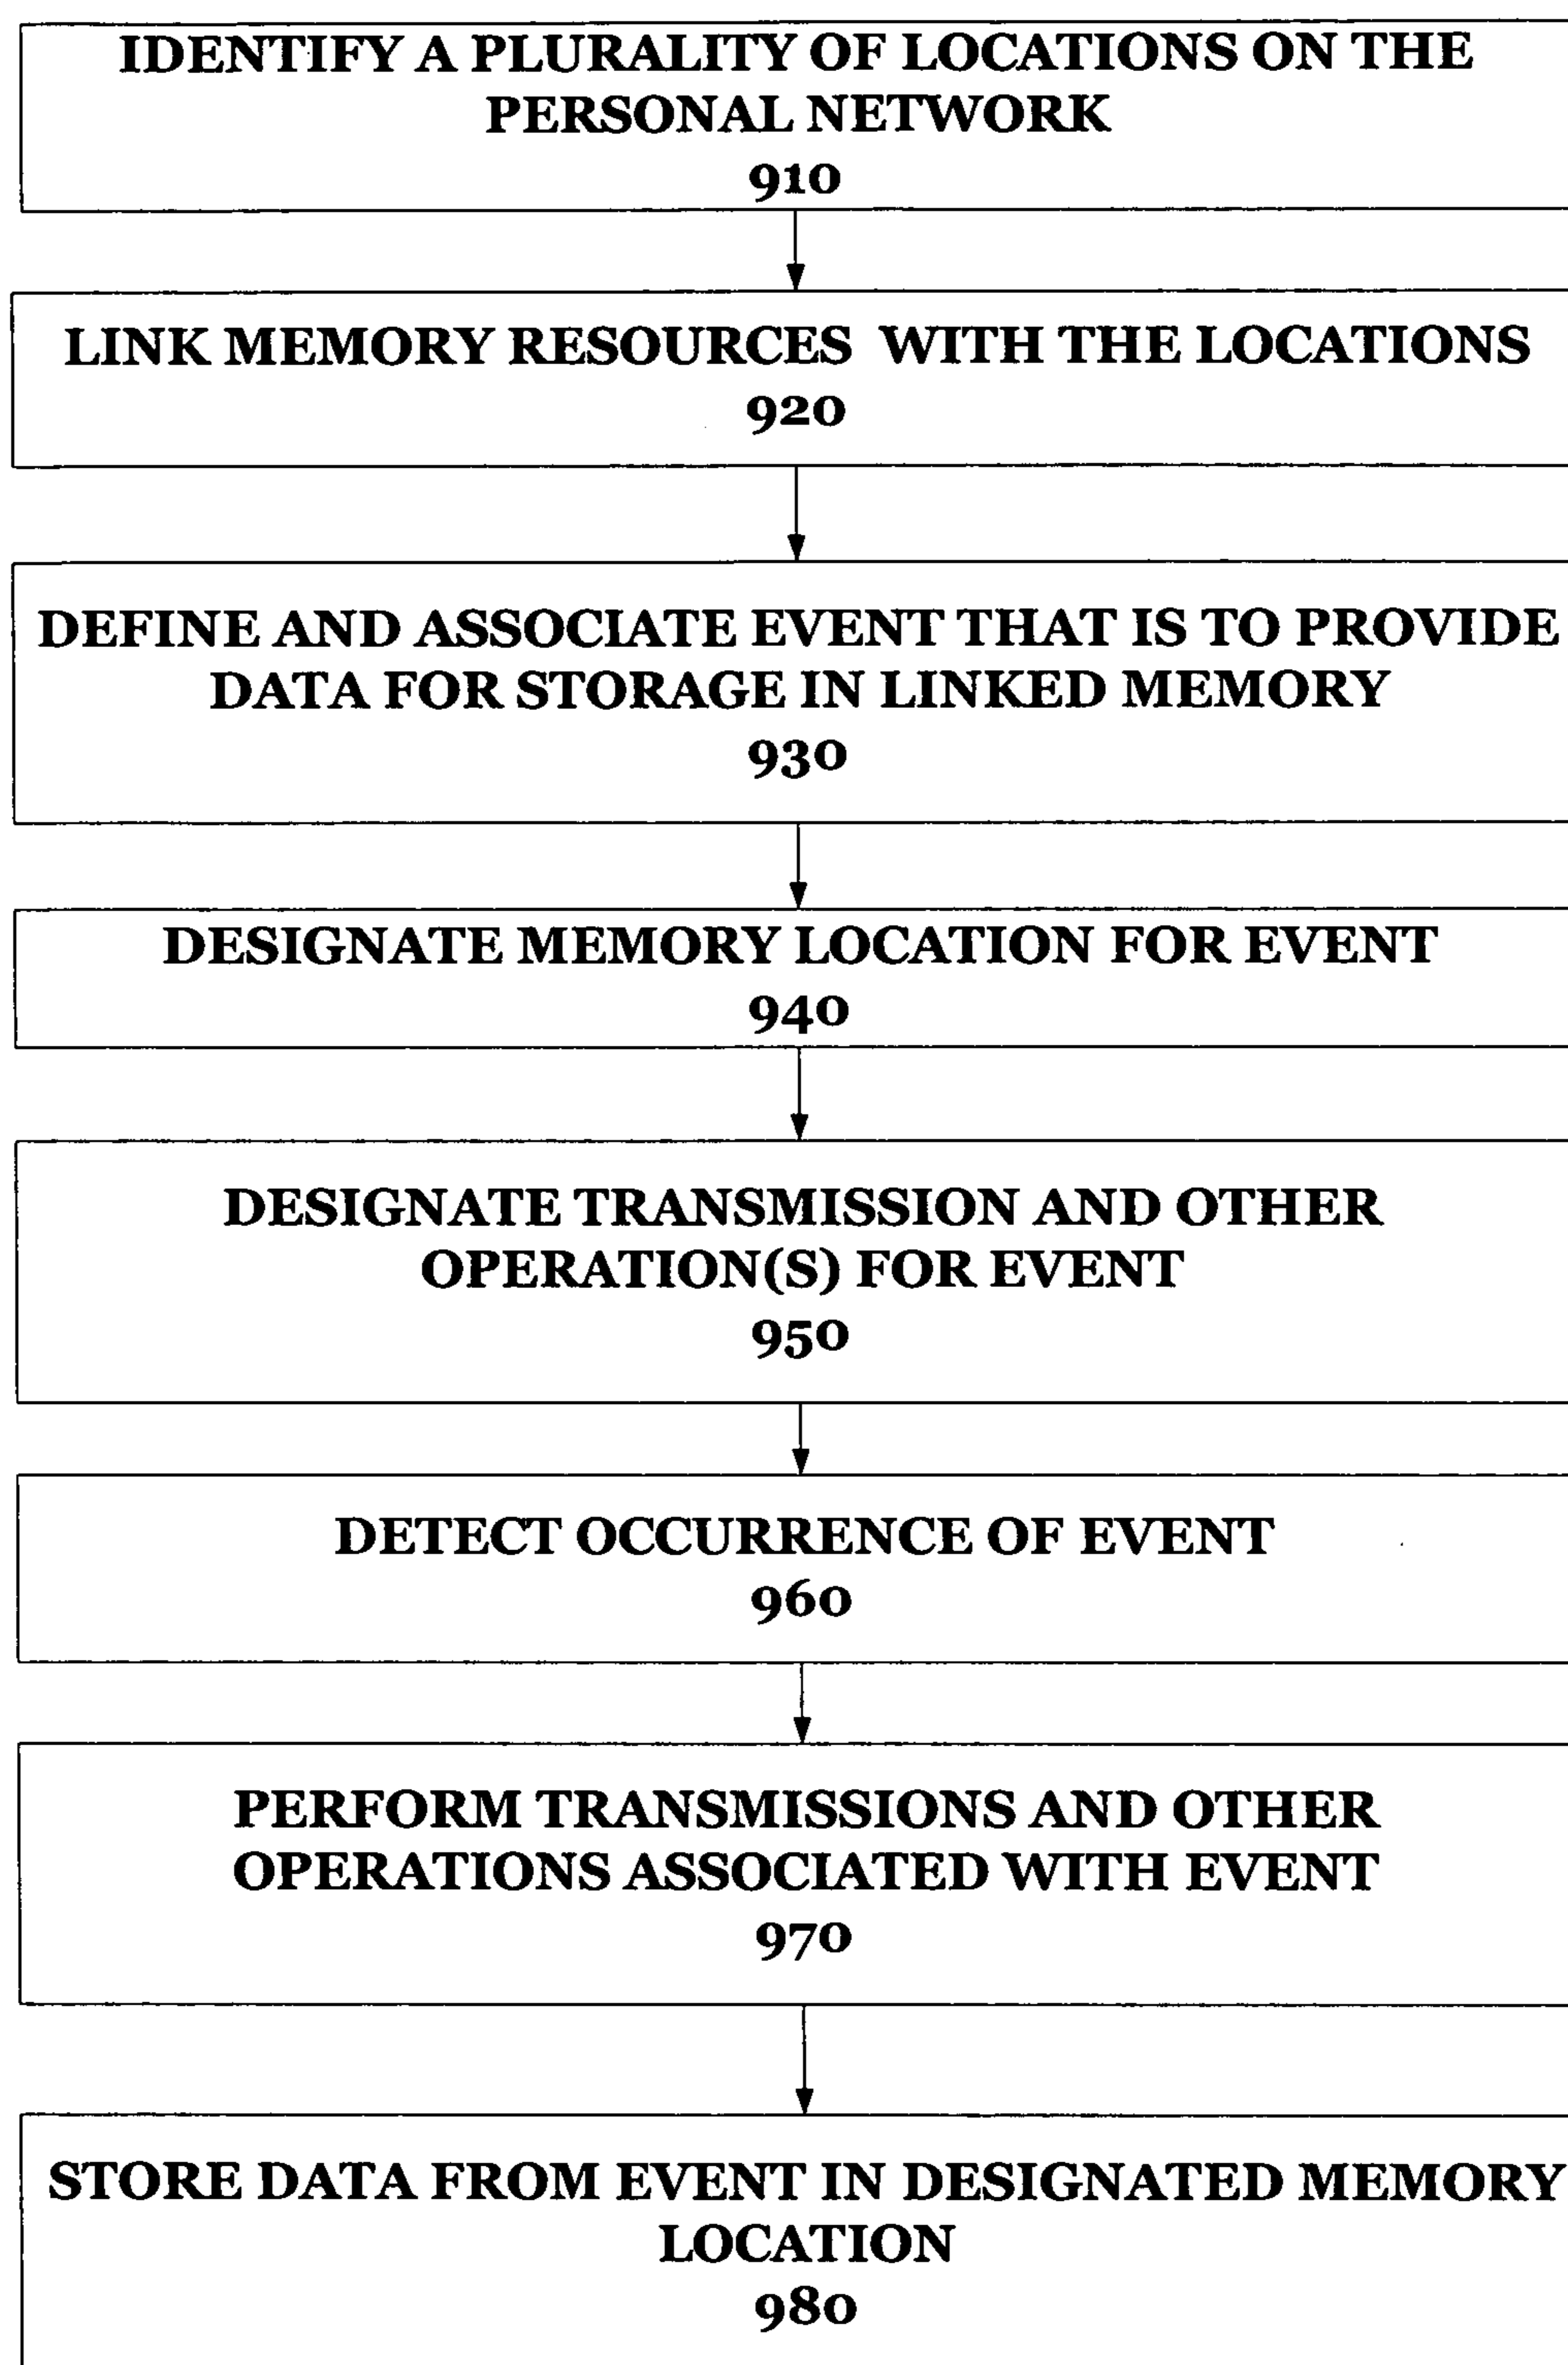 IDENTIFY A PLURALITY OF LOCATIONS ON THE
PERSONAL NETWORK
910
LINK MEMORY RESOURCES WITH THE LOCATIONS
920
DEFINE AND ASSOCIATE EVENT THAT IS TO PROVIDE
DATA FOR STORAGE IN LINKED MEMORY
930
DESIGNATE MEMORY LOCATION FOR EVENT
940
DESIGNATE TRANSMISSION AND OTHER
OPERATION(S) FOR EVENT
950
DETECT OCCURRENCE OF EVENT
960
PERFORM TRANSMISSIONS AND OTHER
OPERATIONS ASSOCIATED WITH EVENT
970
STORE DATA FROM EVENT IN DESIGNATED MEMORY
LOCATION
980